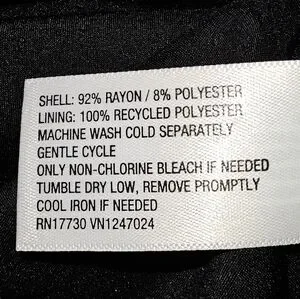 SHELL: 92% RAYON / 8% POLYESTER
LINING: 100% RECYCLED POLYESTER
MACHINE WASH COLD SEPARATELY
GENTLE CYCLE
ONLY NON-CHLORINE BLEACH IF NEEDED
TUMBLE DRY LOW, REMOVE PROMPTLY
COOL IRON IF NEEDED
RN17730 VN1247024